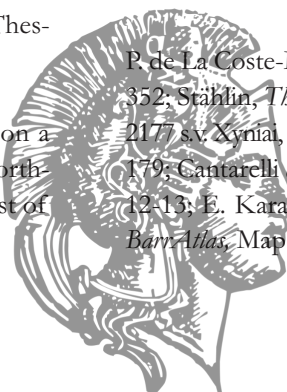 Thes-
on a
orth-
st of
P. de La Coste-
352; Stählin, Th
2177 s.v. Xyniai,
179; Cantarelli
12-13; E. Kara
BarrAtlas, Map